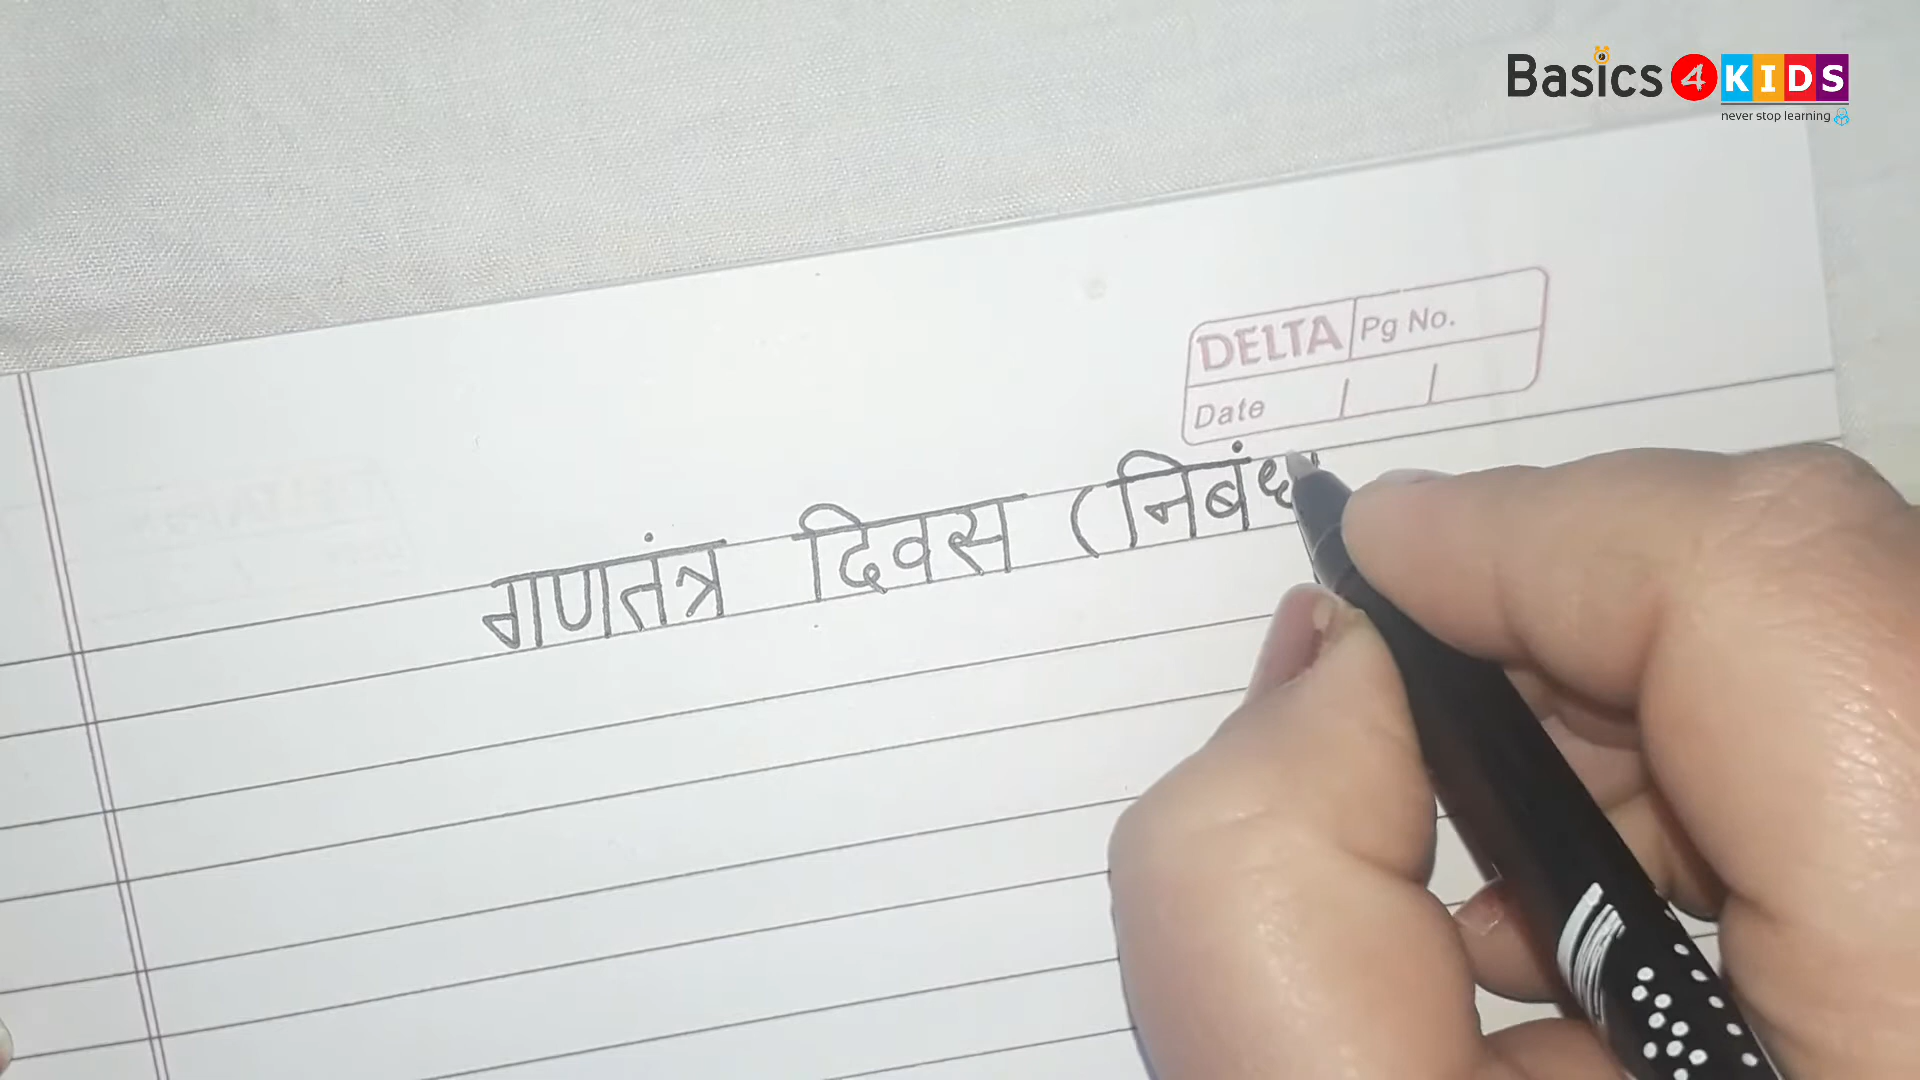 Basics 4 KIDS
never stop learning
DELTA Pg No.
Date
गणतंत्र दिवस (निबंध